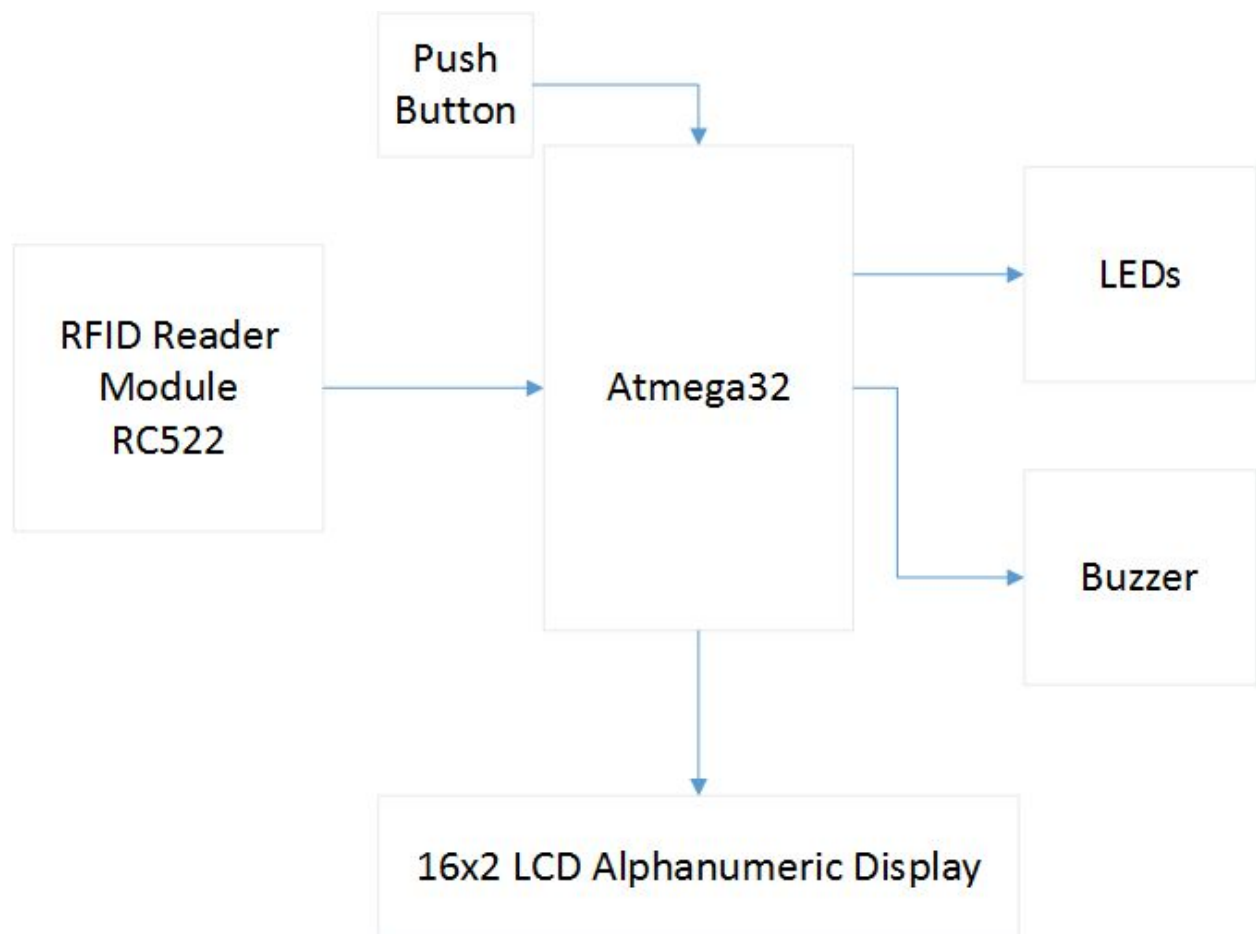 Push
Button
LEDs
RFID Reader
Module
RC522
Atmega32
Buzzer
16x2 LCD Alphanumeric Display